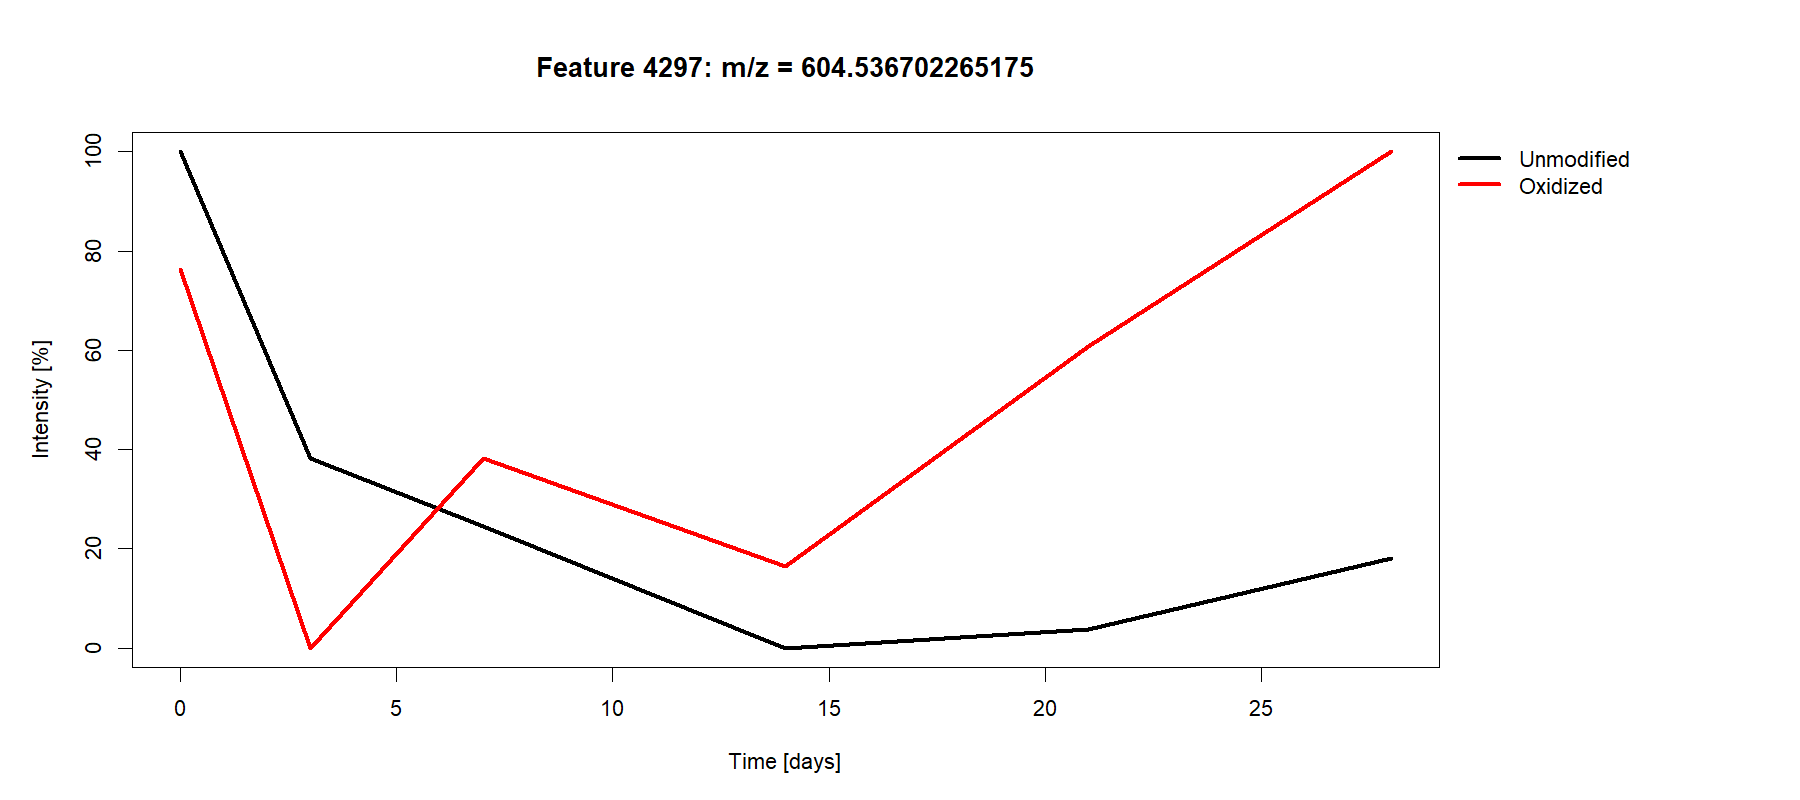 Feature 4297: m/z = 604.536702265175
Unmodified
Oxidized
Intensity [%]
100
80
60
40
20
0
0 5 10 15 20 25
Time [days]